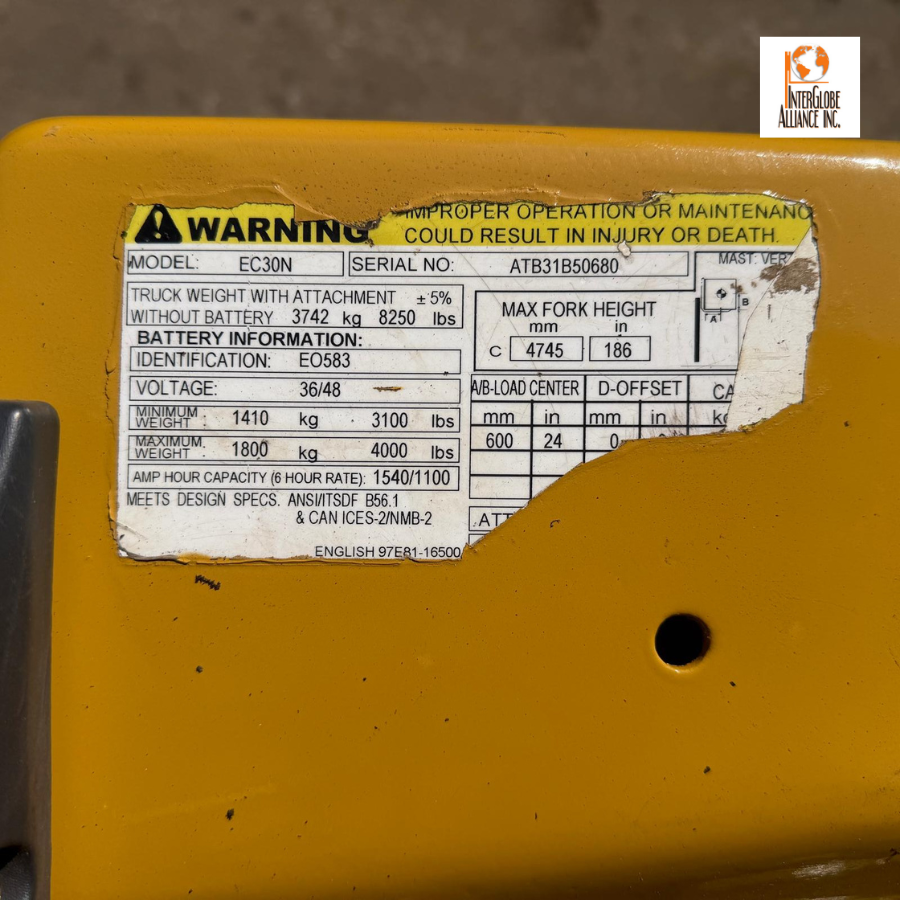 INTERGLOBE
ALLIANCE INC.
WARNING
IMPROPER OPERATION OR MAINTENANC
COULD RESULT IN INJURY OR DEATH.
MODEL: EC30N
SERIAL NO: ATB31B50680
MAST: VERT
TRUCK WEIGHT WITH ATTACHMENT ± 5%
WITHOUT BATTERY 3742 kg 8250 lbs
BATTERY INFORMATION:
IDENTIFICATION: EO583
VOLTAGE: 36/48
MINIMUM WEIGHT 1410 kg 3100 lbs
MAXIMUM WEIGHT 1800 kg 4000 lbs
AMP HOUR CAPACITY (6 HOUR RATE): 1540/1100
MEETS DESIGN SPECS. ANSI/ITSDF B56.1
& CAN ICES-2/NMB-2
ENGLISH 97E81-16500
B
A
MAX FORK HEIGHT
mm in
C 4745 186
A/B-LOAD CENTER D-OFFSET CA
mm in mm in
600 24 0
ATT